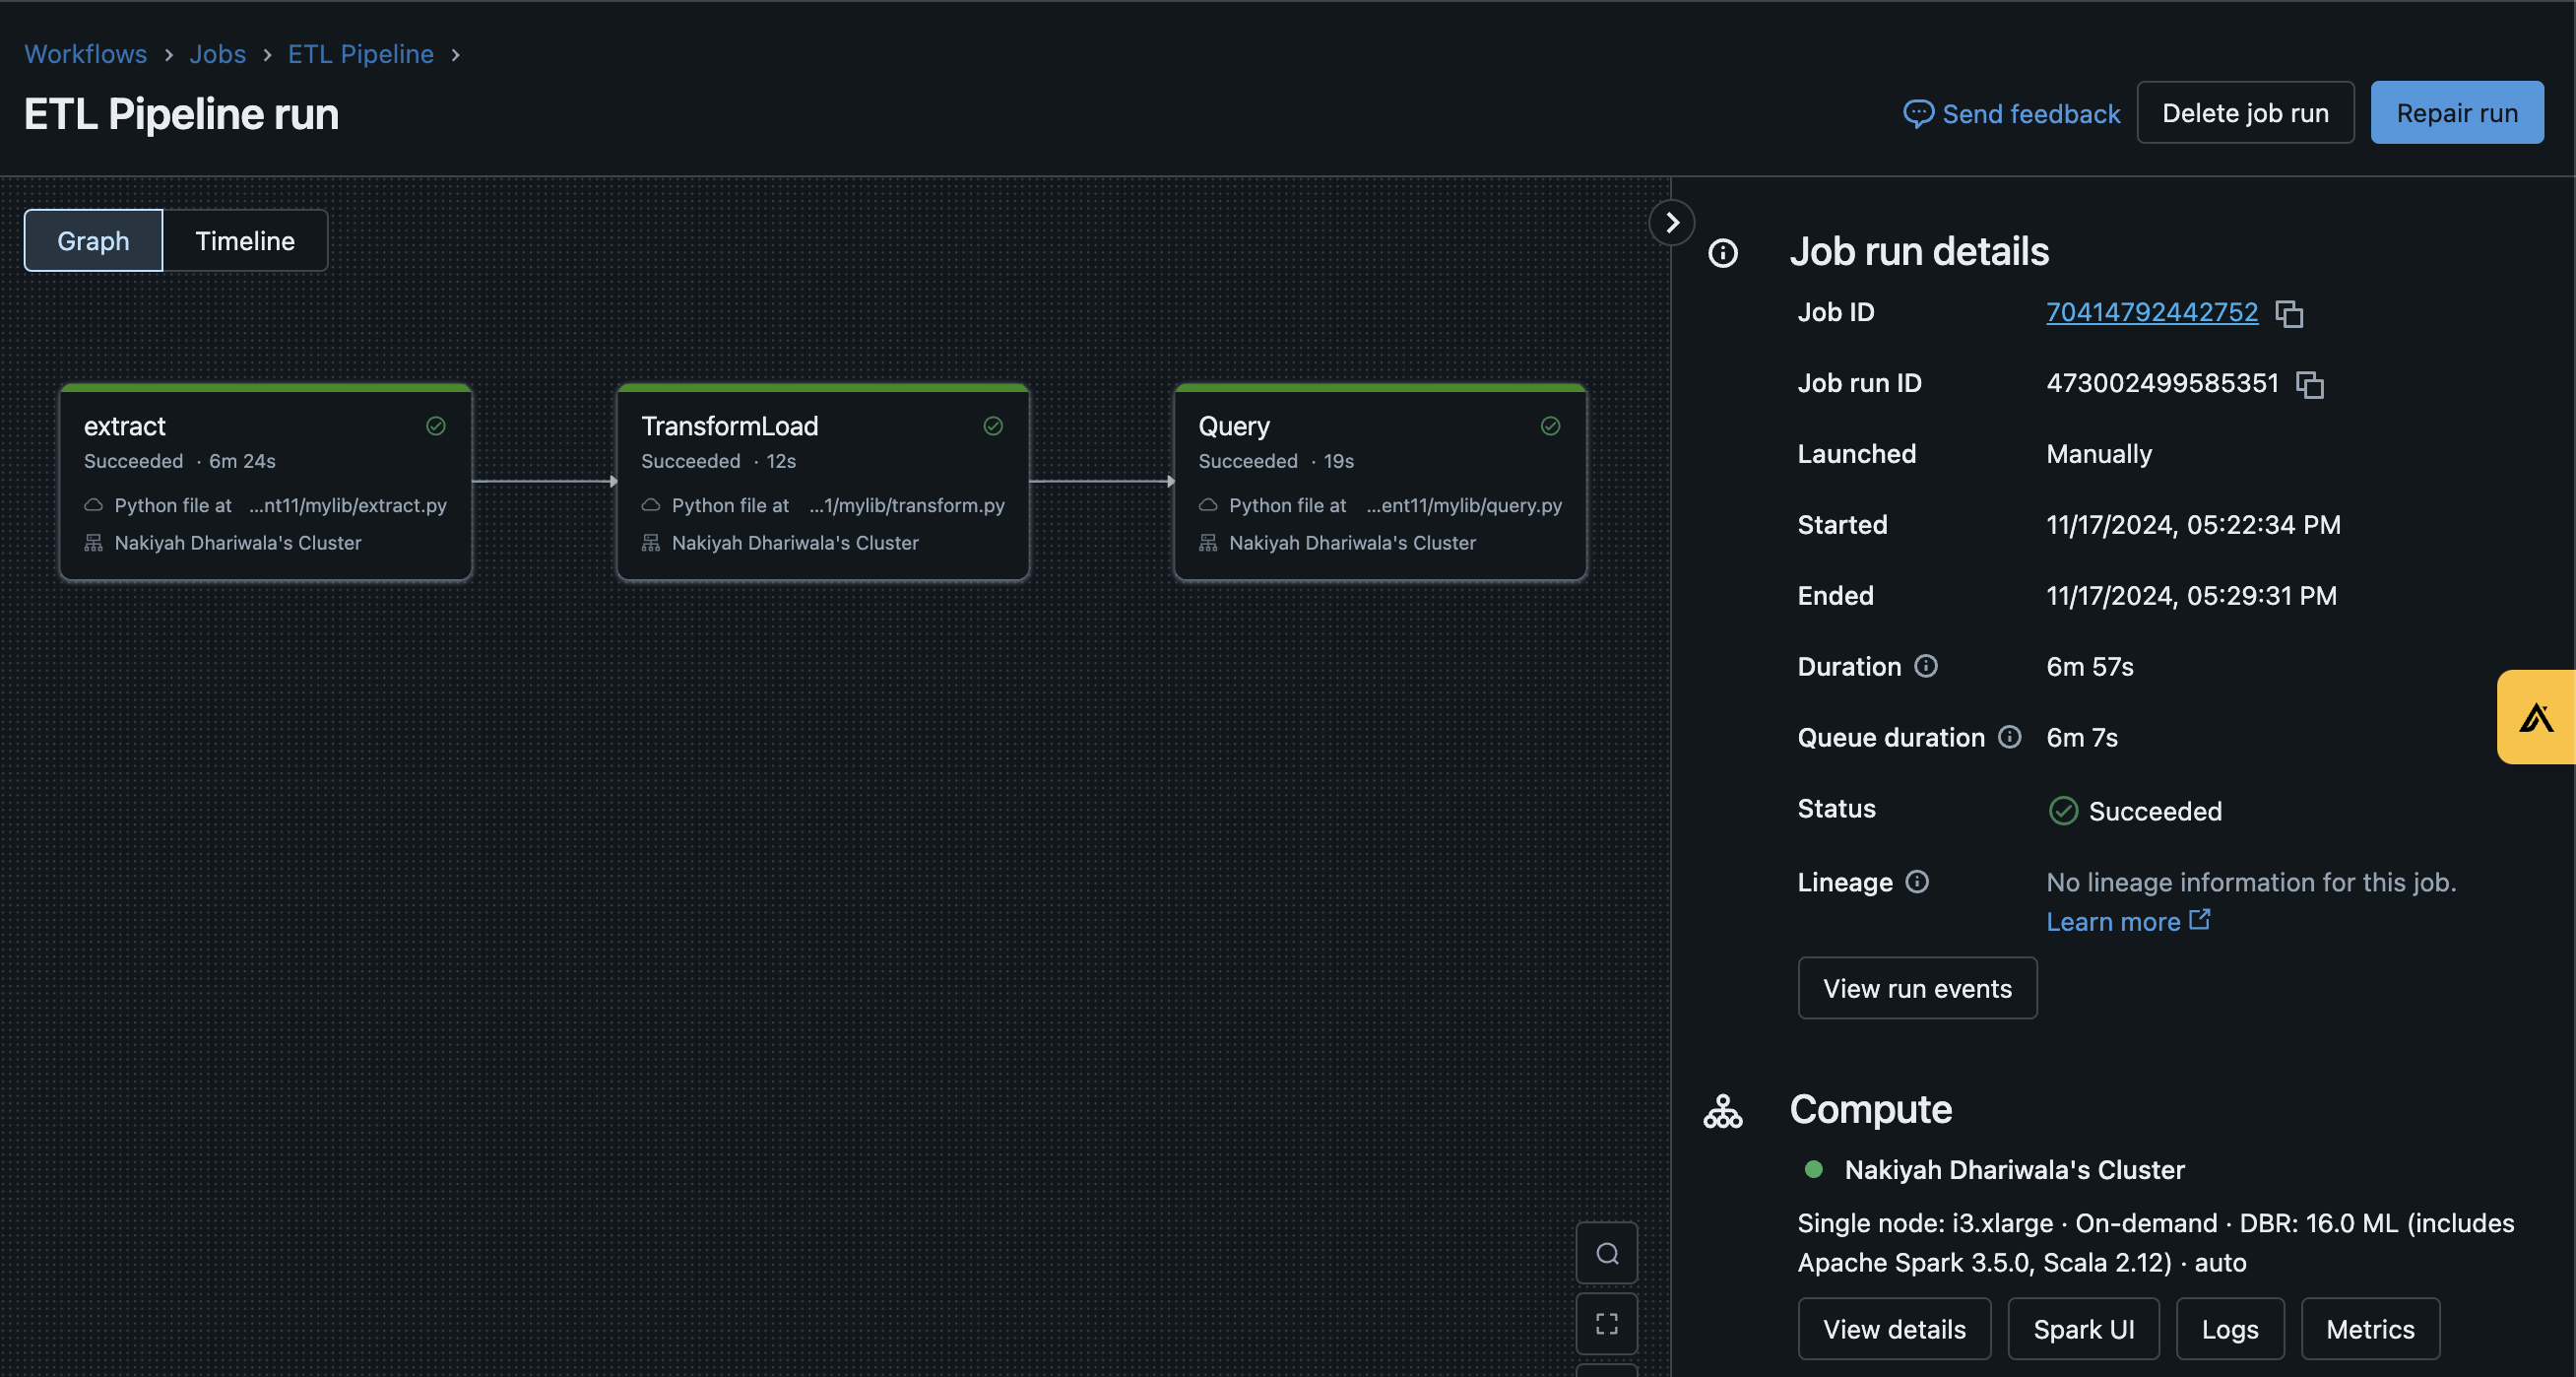 Workflows > Jobs > ETL Pipeline >
ETL Pipeline run
Send feedback
Delete job run
Repair run
Graph
Timeline
extract
Succeeded · 6m 24s
Python file at ...nt11/mylib/extract.py
Nakiyah Dhariwala's Cluster
TransformLoad
Succeeded · 12s
Python file at ...1/mylib/transform.py
Nakiyah Dhariwala's Cluster
Query
Succeeded · 19s
Python file at ...ent11/mylib/query.py
Nakiyah Dhariwala's Cluster
Job run details
Job ID 70414792442752
Job run ID 473002499585351
Launched Manually
Started 11/17/2024, 05:22:34 PM
Ended 11/17/2024, 05:29:31 PM
Duration 6m 57s
Queue duration 6m 7s
Status Succeeded
Lineage No lineage information for this job.
Learn more
View run events
Compute
Nakiyah Dhariwala's Cluster
Single node: i3.xlarge · On-demand · DBR: 16.0 ML (includes
Apache Spark 3.5.0, Scala 2.12) · auto
View details
Spark UI
Logs
Metrics